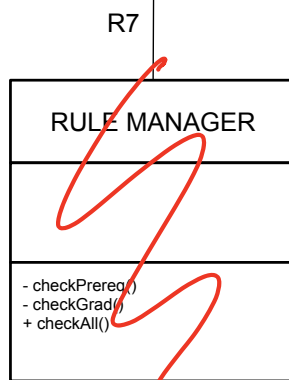 R7
RULE MANAGER
- checkPrereq()
- checkGrad()
+ checkAll()